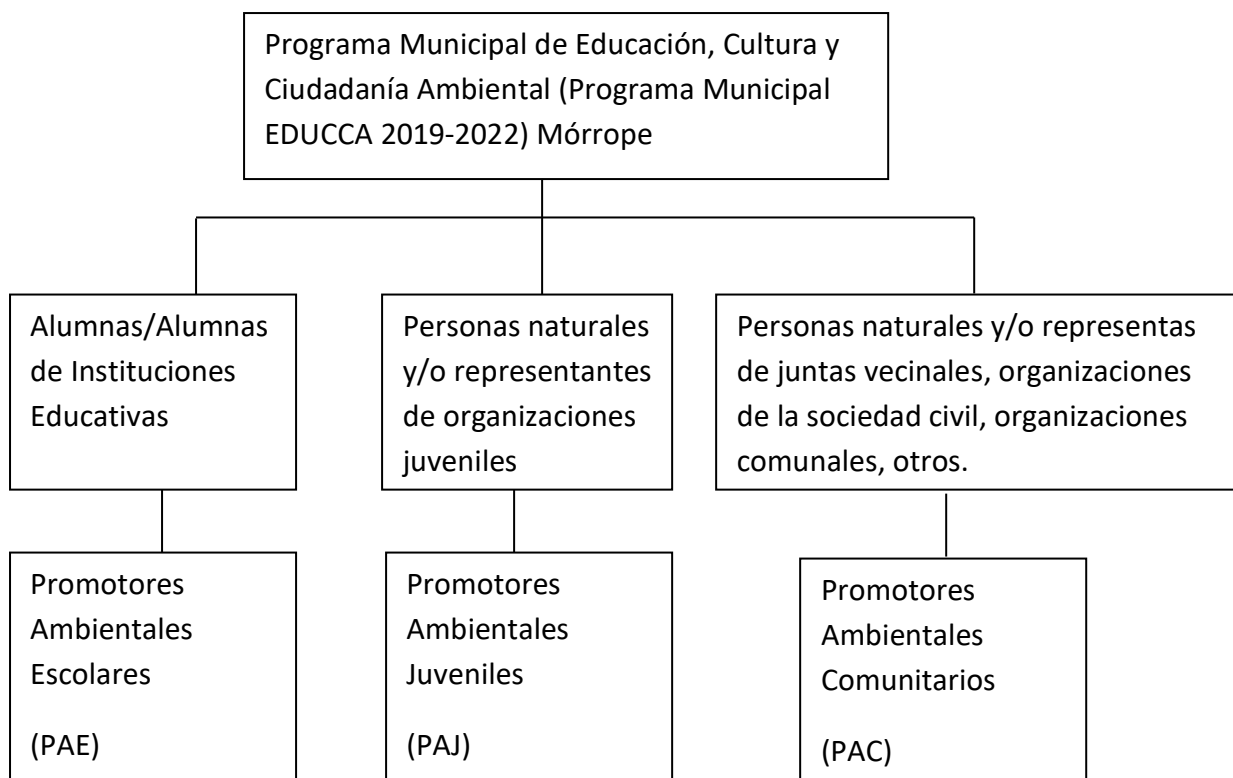 Programa Municipal de Educación, Cultura y
Ciudadanía Ambiental (Programa Municipal
EDUCCA 2019-2022) Mórrope
Alumnas/Alumnas
de Instituciones
Educativas
Personas naturales
y/o representantes
de organizaciones
juveniles
Personas naturales y/o representas
de juntas vecinales, organizaciones
de la sociedad civil, organizaciones
comunales, otros.
Promotores
Ambientales
Escolares
(PAE)
Promotores
Ambientales
Juveniles
(PAJ)
Promotores
Ambientales
Comunitarios
(PAC)